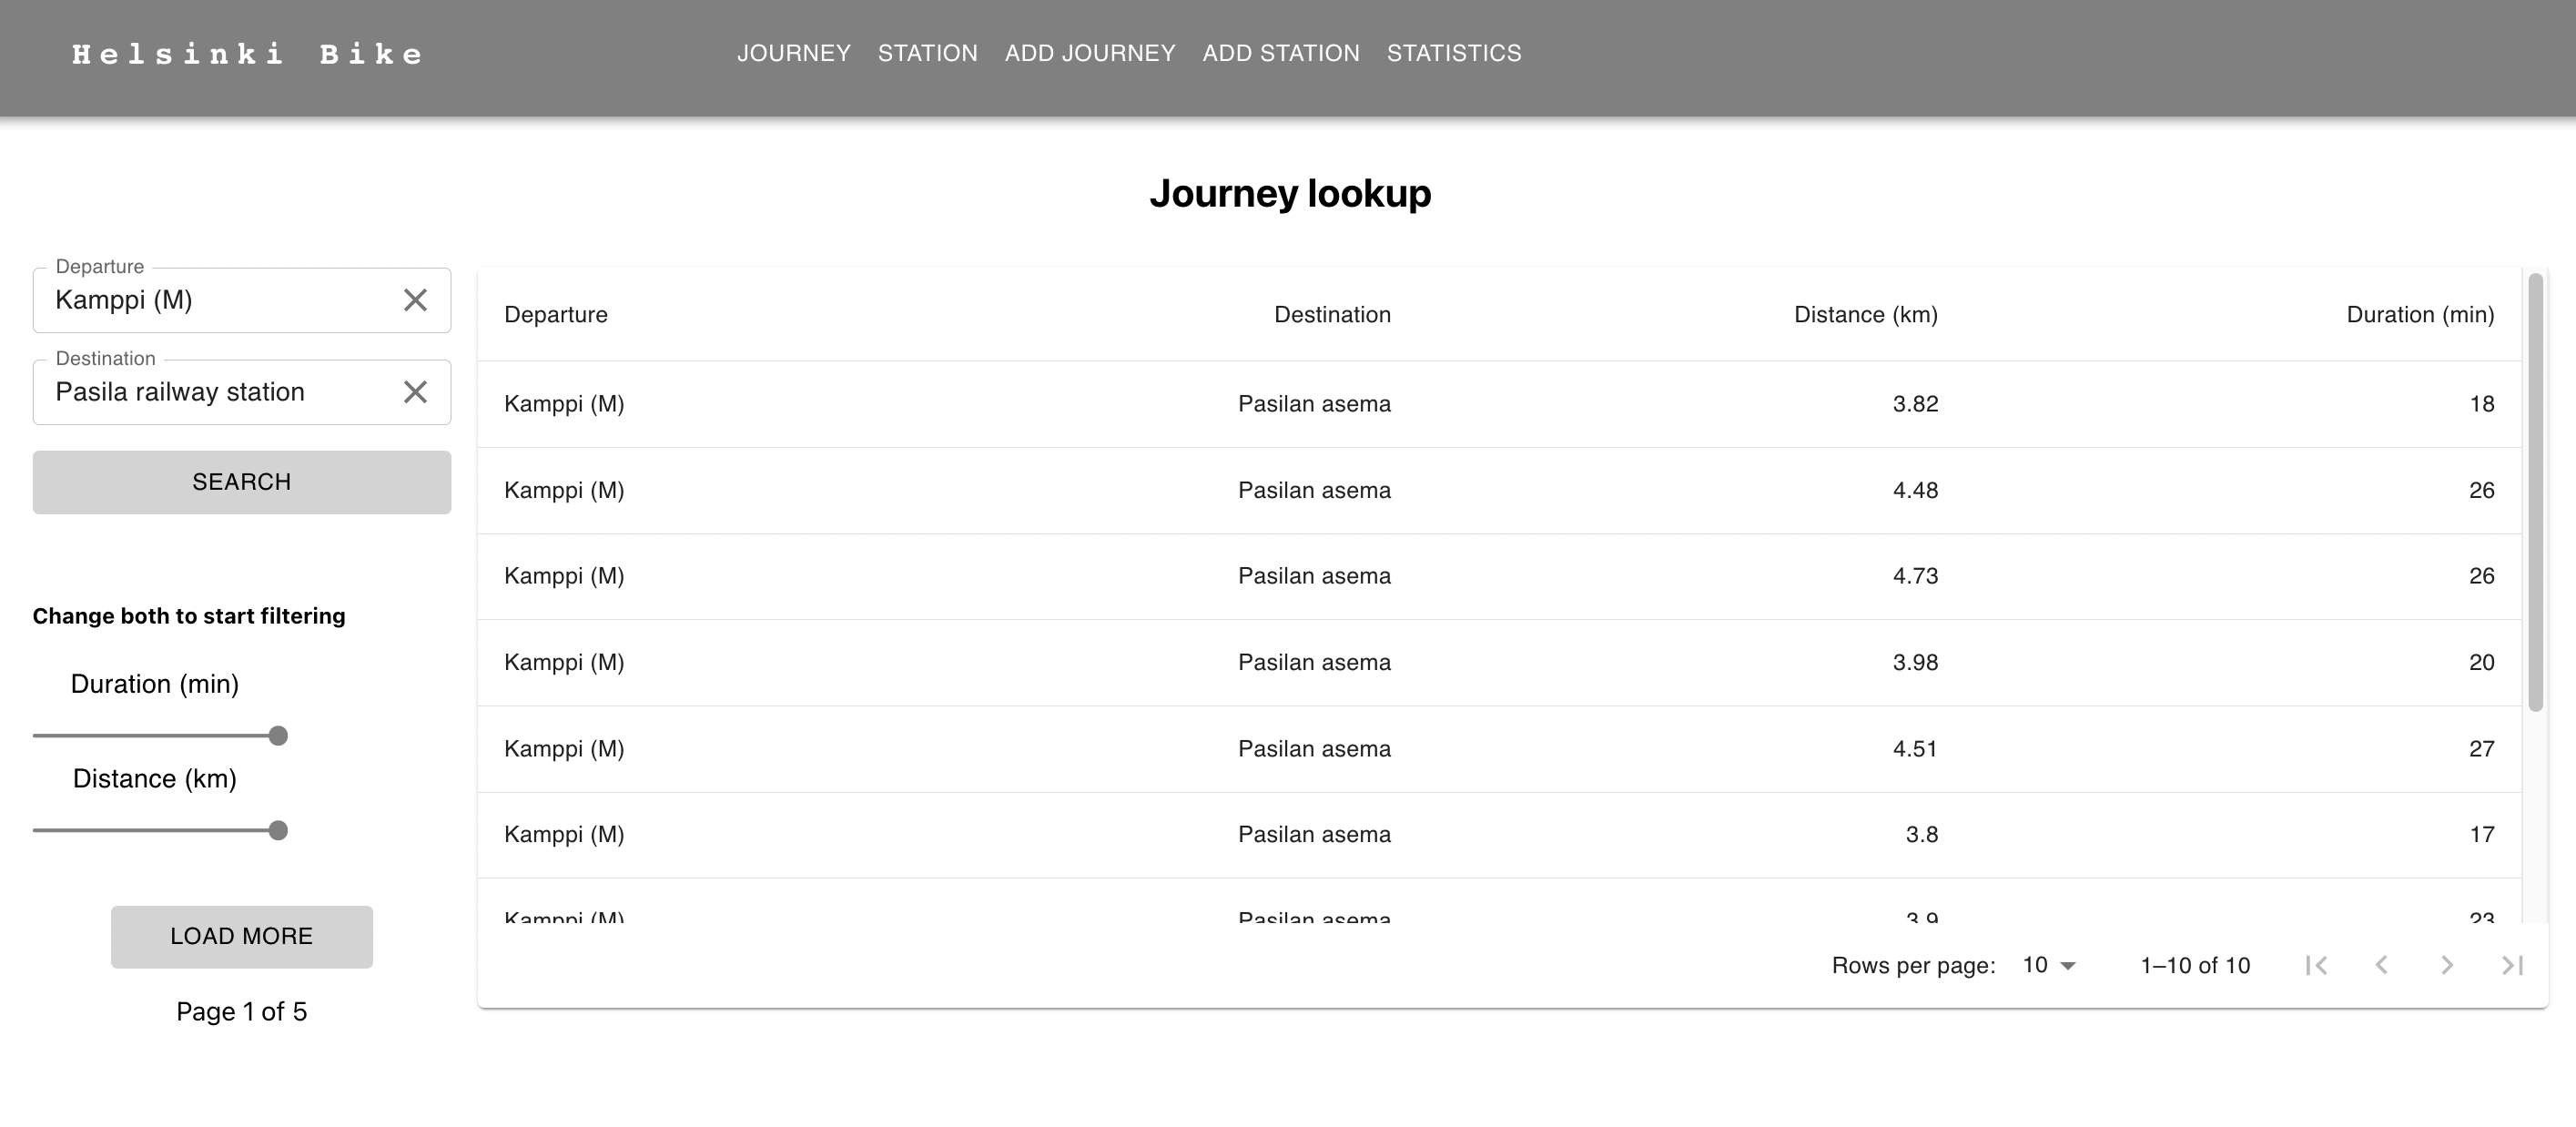 Helsinki Bike
JOURNEY STATION ADD JOURNEY ADD STATION STATISTICS
Journey lookup
Departure
Kamppi (M)
Destination
Pasila railway station
SEARCH
Change both to start filtering
Duration (min)
Distance (km)
LOAD MORE
Page 1 of 5
Departure Destination Distance (km) Duration (min)
Kamppi (M) Pasilan asema 3.82 18
Kamppi (M) Pasilan asema 4.48 26
Kamppi (M) Pasilan asema 4.73 26
Kamppi (M) Pasilan asema 3.98 20
Kamppi (M) Pasilan asema 4.51 27
Kamppi (M) Pasilan asema 3.8 17
Kamppi (M) Pasilan asema 3.9 23
Rows per page: 10 1–10 of 10